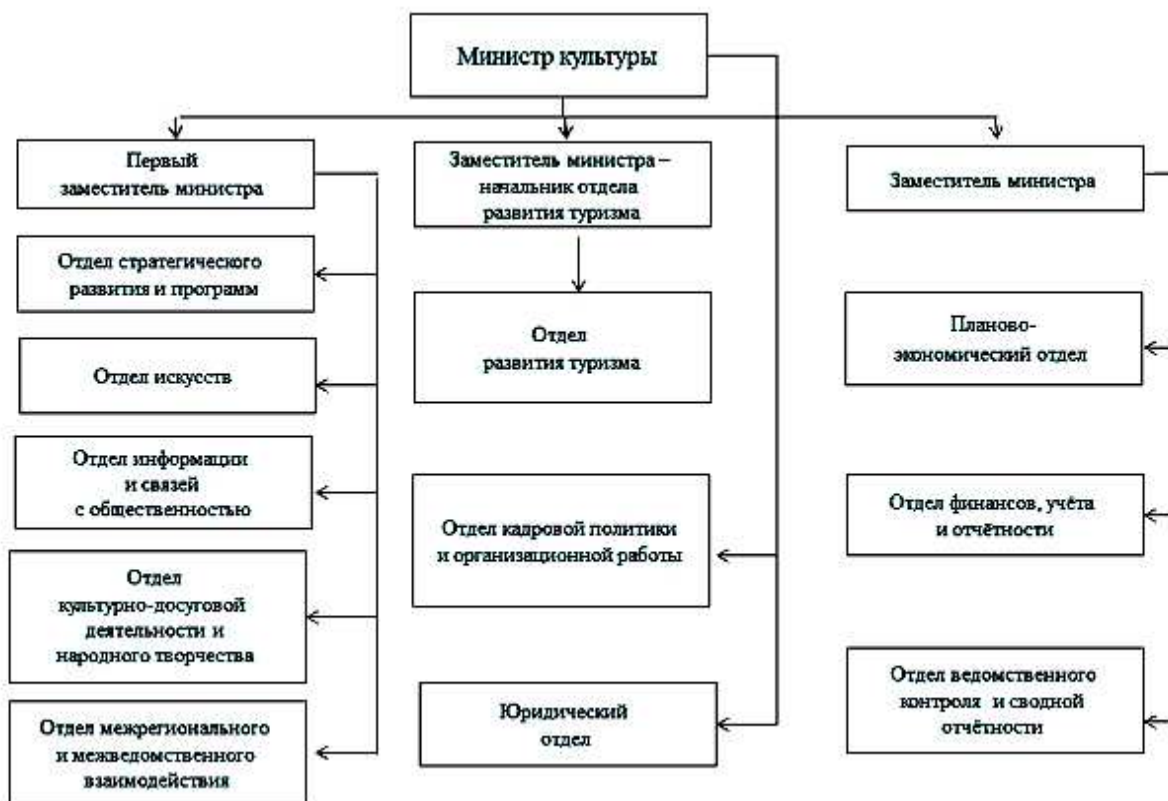 Министр культуры
Первый
заместитель министра
Отдел стратегического
развития и программ
Отдел искусств
Отдел информации
и связей
с общественностью
Отдел
культурно-досуговой
деятельности и
народного творчества
Отдел межрегионального
и межведомственного
взаимодействия
Заместитель министра –
начальник отдела
развития туризма
Отдел
развития туризма
Отдел кадровой политики
и организационной работы
Юридический
отдел
Заместитель министра
Планово-
экономический отдел
Отдел финансов, учёта
и отчётности
Отдел ведомственного
контроля и сводной
отчётности